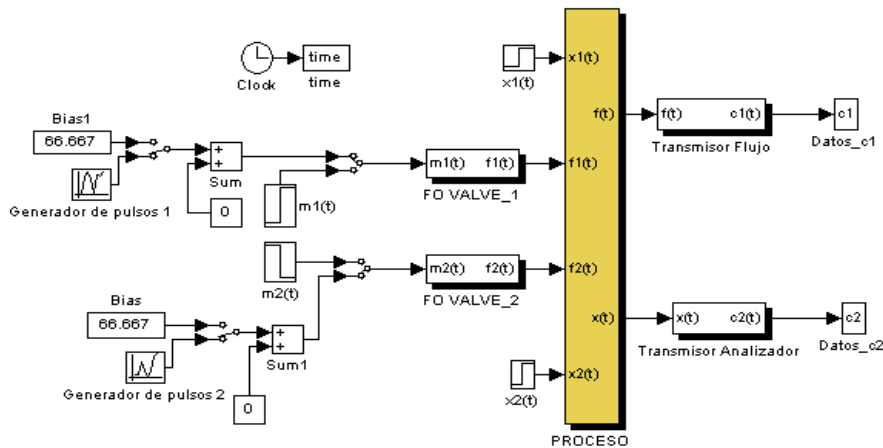 time
Clock
time
x1(t)
x1(t)
f(t)
f(t)
c1(t)
c1
Transmisor Flujo
Datos_c1
Bias1
66.667
+
+
Sum
Generador de pulsos 1
0
m1(t)
m1(t)
f1(t)
FO VALVE_1
f1(t)
m2(t)
m2(t)
f2(t)
FO VALVE_2
f2(t)
Bias
66.667
+
+
Sum1
Generador de pulsos 2
0
x(t)
x(t)
c2(t)
c2
Transmisor Analizador
Datos_c2
x2(t)
x2(t)
PROCESO